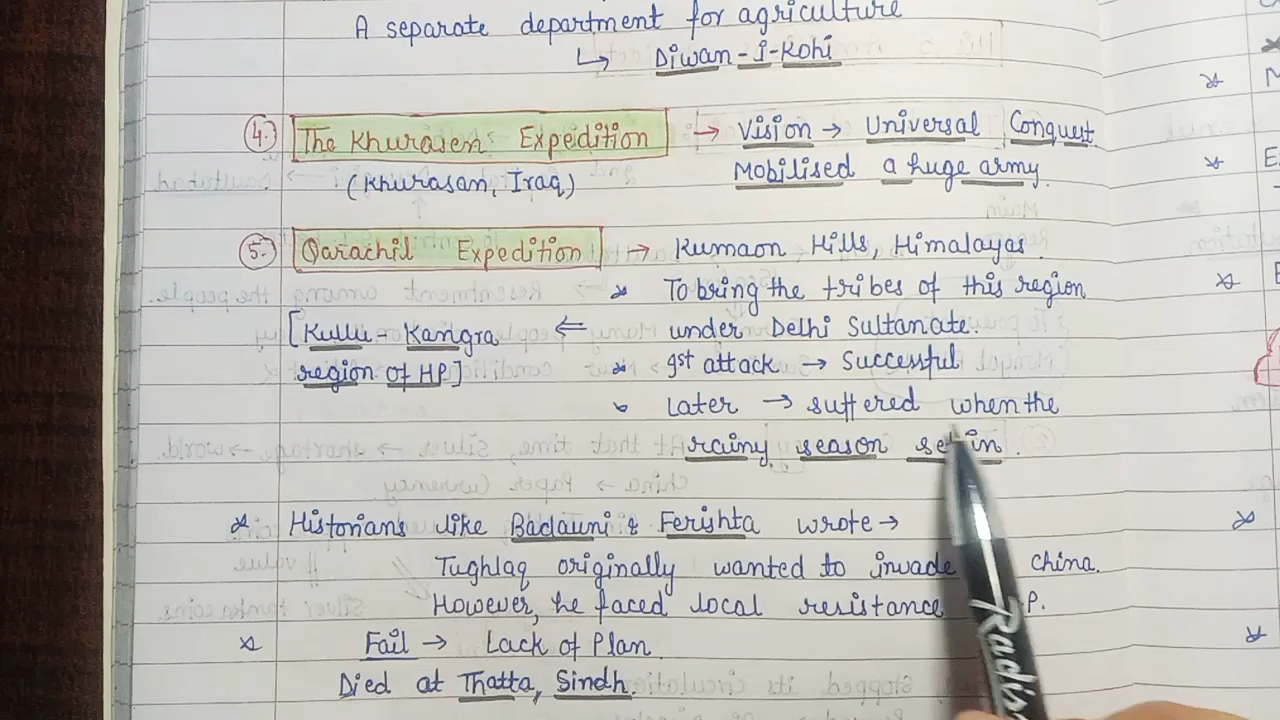 A separate department for agriculture
↳ Diwan-i-Kohi
4.) The Khurasen Expedition → Vision → Universal Conquest
(Khurasan, Iraq) Mobilised a huge army.
5. Qarachil Expedition → Kumaon Hills, Himalayas.
To bring the tribes of this region
[Kullu - Kangra ⇐ under Delhi Sultanate.
region of HP] 9st attack → Successful
Later → suffered when the
rainy season set in.
Historians like Badauni & Ferishta wrote →
Tughlaq originally wanted to invade China.
However, he faced local resistance P.
Fail → Lack of Plan
Died at Thatta, Sindh.
Radis